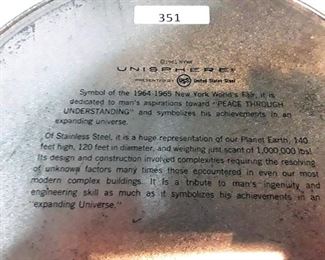 351
UNISPHERE
PRESENTED BY USS United States Steel
Symbol of the 1964-1965 New York World's Fair, it is
dedicated to man's aspirations toward "PEACE THROUGH
UNDERSTANDING" and symbolizes his achievements in an
expanding universe.
Of Stainless Steel, it is a huge representation of our Planet Earth, 140
feet high, 120 feet in diameter, and weighing just scant of 1,000,000 lbs.
Its design and construction involved complexities requiring the resolving
of unknown factors many times those encountered in even our most
modern complex buildings. It is a tribute to man's ingenuity and
engineering skill as much as it symbolizes his achievements in an
"expanding Universe."